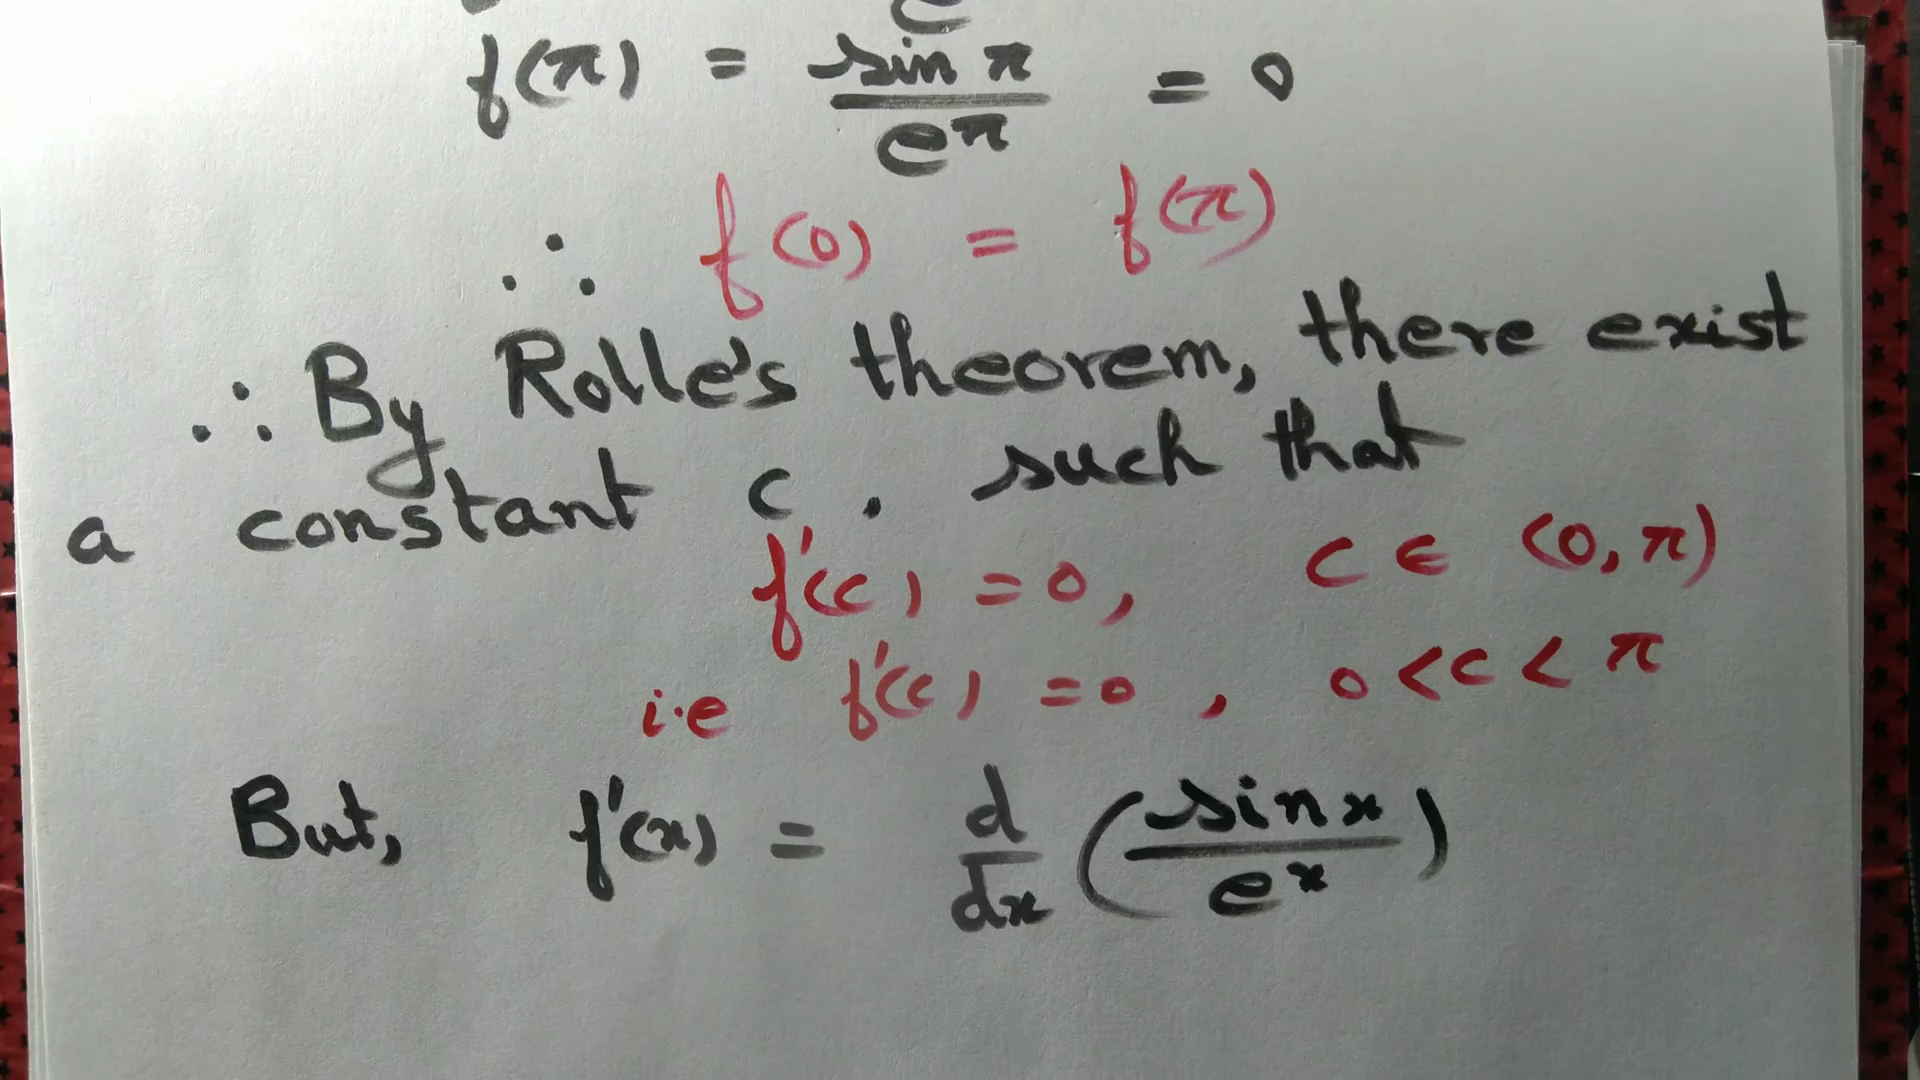 f(π) = sin π / e^π = 0
∴ f(0) = f(π)
∴ By Rolle's theorem, there exist
a constant c. such that
f'(c) = 0, c ∈ (0, π)
i.e f'(c) = 0, 0 < c < π
But, f'(x) = d/dx (sin x / e^x)